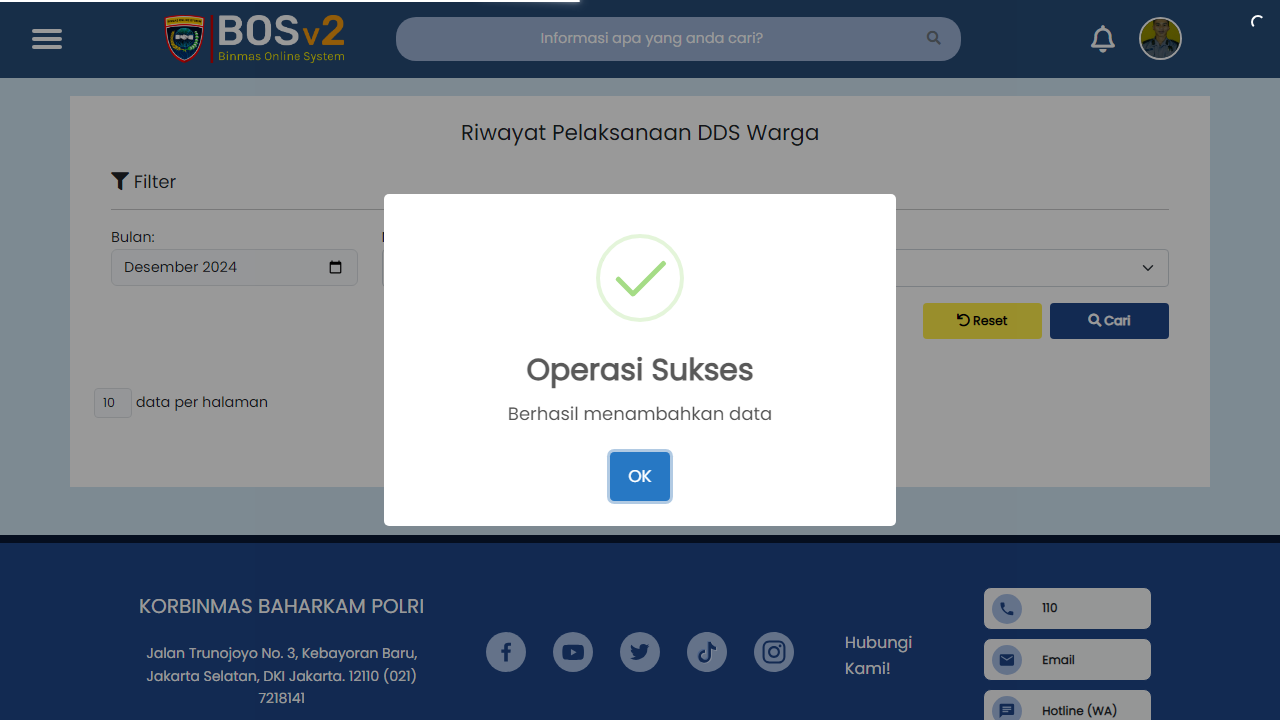 BOSv2
Binmas Online System
Informasi apa yang anda cari?
Riwayat Pelaksanaan DDS Warga
Filter
Bulan:
Desember 2024
Reset
Cari
10 data per halaman
Operasi Sukses
Berhasil menambahkan data
OK
KORBINMAS BAHARKAM POLRI
Jalan Trunojoyo No. 3, Kebayoran Baru,
Jakarta Selatan, DKI Jakarta. 12110 (021)
7218141
Hubungi
Kami!
110
Email
Hotline (WA)